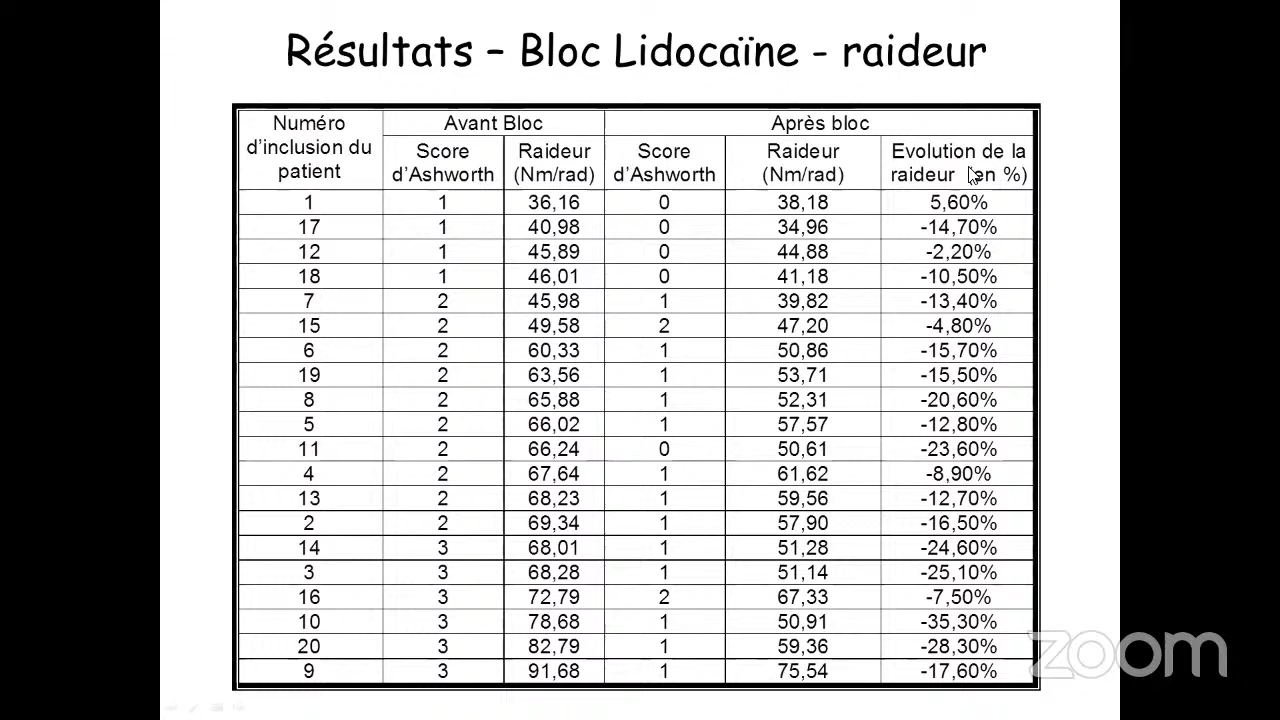 Résultats – Bloc Lidocaïne - raideur
Numéro d'inclusion du patient Avant Bloc Après bloc
Score d'Ashworth Raideur (Nm/rad) Score d'Ashworth Raideur (Nm/rad) Evolution de la raideur (en %)
1 1 36,16 0 38,18 5,60%
17 1 40,98 0 34,96 -14,70%
12 1 45,89 0 44,88 -2,20%
18 1 46,01 0 41,18 -10,50%
7 2 45,98 1 39,82 -13,40%
15 2 49,58 2 47,20 -4,80%
6 2 60,33 1 50,86 -15,70%
19 2 63,56 1 53,71 -15,50%
8 2 65,88 1 52,31 -20,60%
5 2 66,02 1 57,57 -12,80%
11 2 66,24 0 50,61 -23,60%
4 2 67,64 1 61,62 -8,90%
13 2 68,23 1 59,56 -12,70%
2 2 69,34 1 57,90 -16,50%
14 3 68,01 1 51,28 -24,60%
3 3 68,28 1 51,14 -25,10%
16 3 72,79 2 67,33 -7,50%
10 3 78,68 1 50,91 -35,30%
20 3 82,79 1 59,36 -28,30%
9 3 91,68 1 75,54 -17,60%
zoom